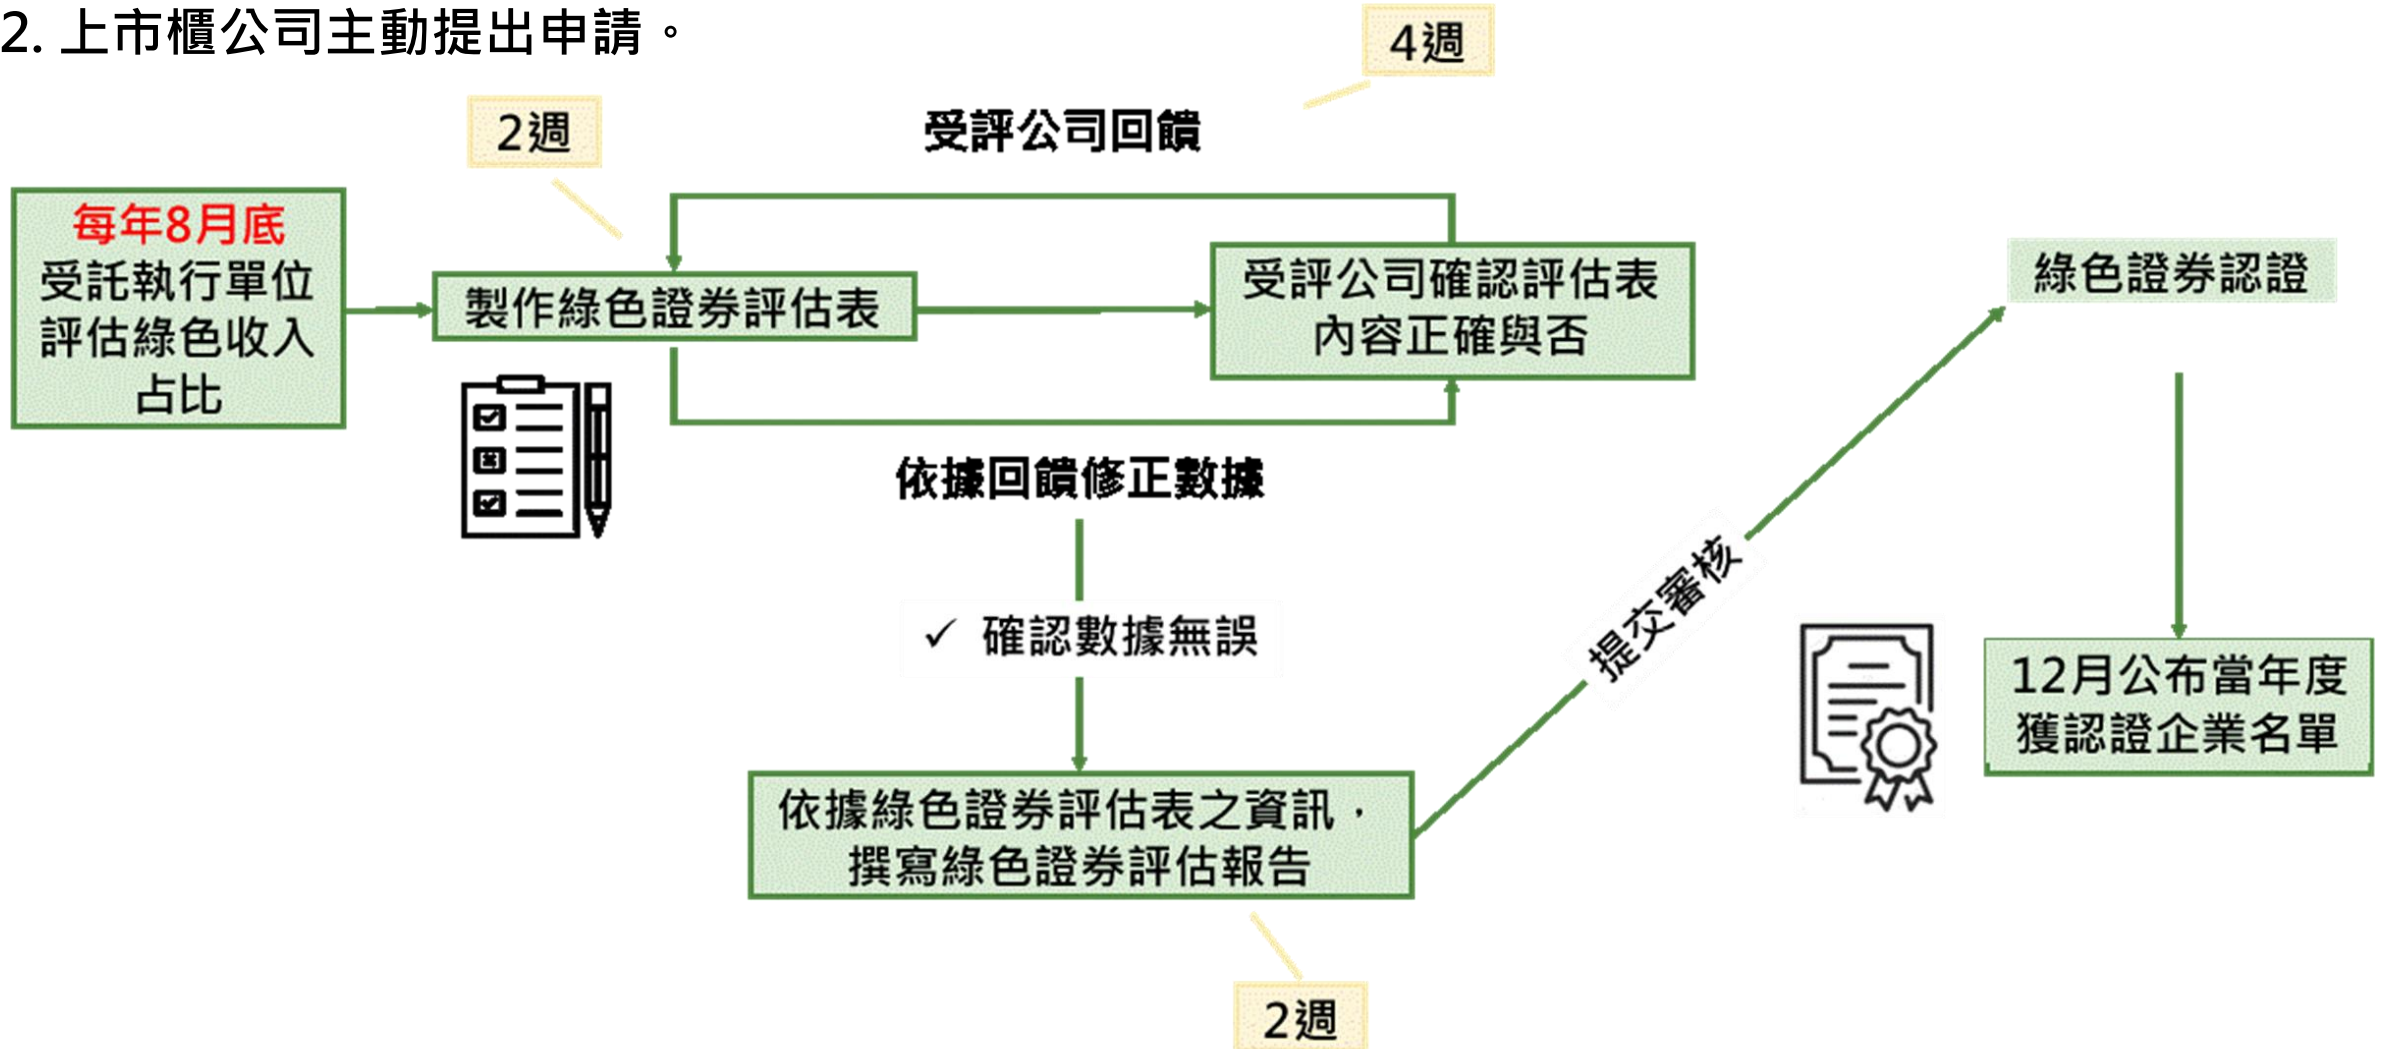 2. 上市櫃公司主動提出申請。
4週
2週
受評公司回饋
每年8月底
受託執行單位
評估綠色收入
占比
製作綠色證券評估表
受評公司確認評估表
內容正確與否
綠色證券認證
依據回饋修正數據
✓ 確認數據無誤
提交審核
12月公布當年度
獲認證企業名單
依據綠色證券評估表之資訊，
撰寫綠色證券評估報告
2週